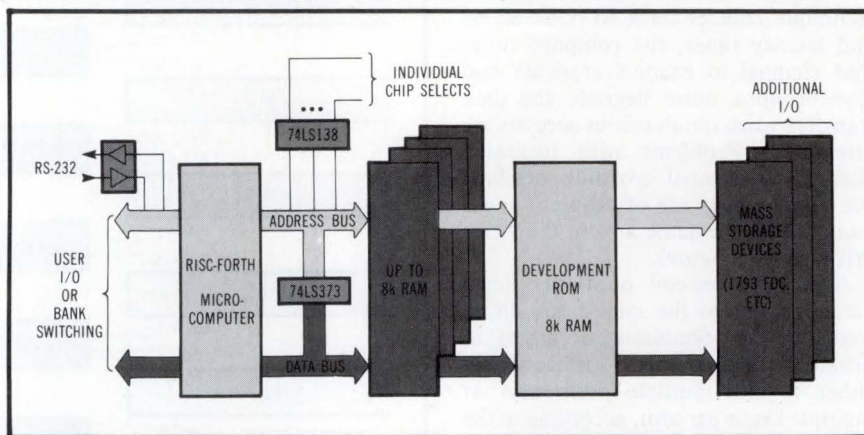 INDIVIDUAL
CHIP SELECTS
ADDITIONAL
I/O
74LS138
RS-232
ADDRESS BUS
USER
I/O
OR
BANK
SWITCHING
RISC-FORTH
MICRO-
COMPUTER
74LS373
UP TO
8k RAM
DEVELOPMENT
ROM
8k RAM
MASS
STORAGE
DEVICES
(1793 FDC,
ETC)
DATA BUS